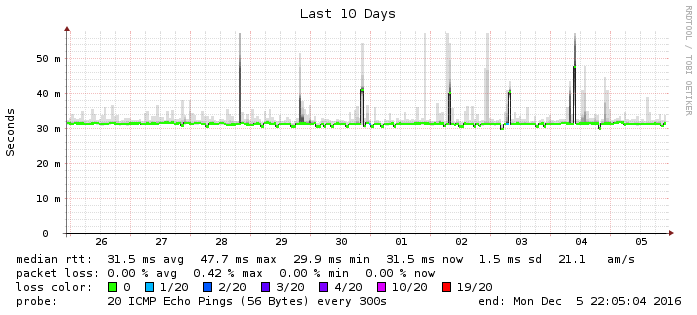 Last 10 Days
RRDTOOL / TOBI OETIKER
Seconds
50 m
40 m
30 m
20 m
10 m
0
26 27 28 29 30 01 02 03 04 05
median rtt: 31.5 ms avg 47.7 ms max 29.9 ms min 31.5 ms now 1.5 ms sd 21.1 am/s
packet loss: 0.00 % avg 0.42 % max 0.00 % min 0.00 % now
loss color: 0 1/20 2/20 3/20 4/20 10/20 19/20
probe: 20 ICMP Echo Pings (56 Bytes) every 300s end: Mon Dec 5 22:05:04 2016